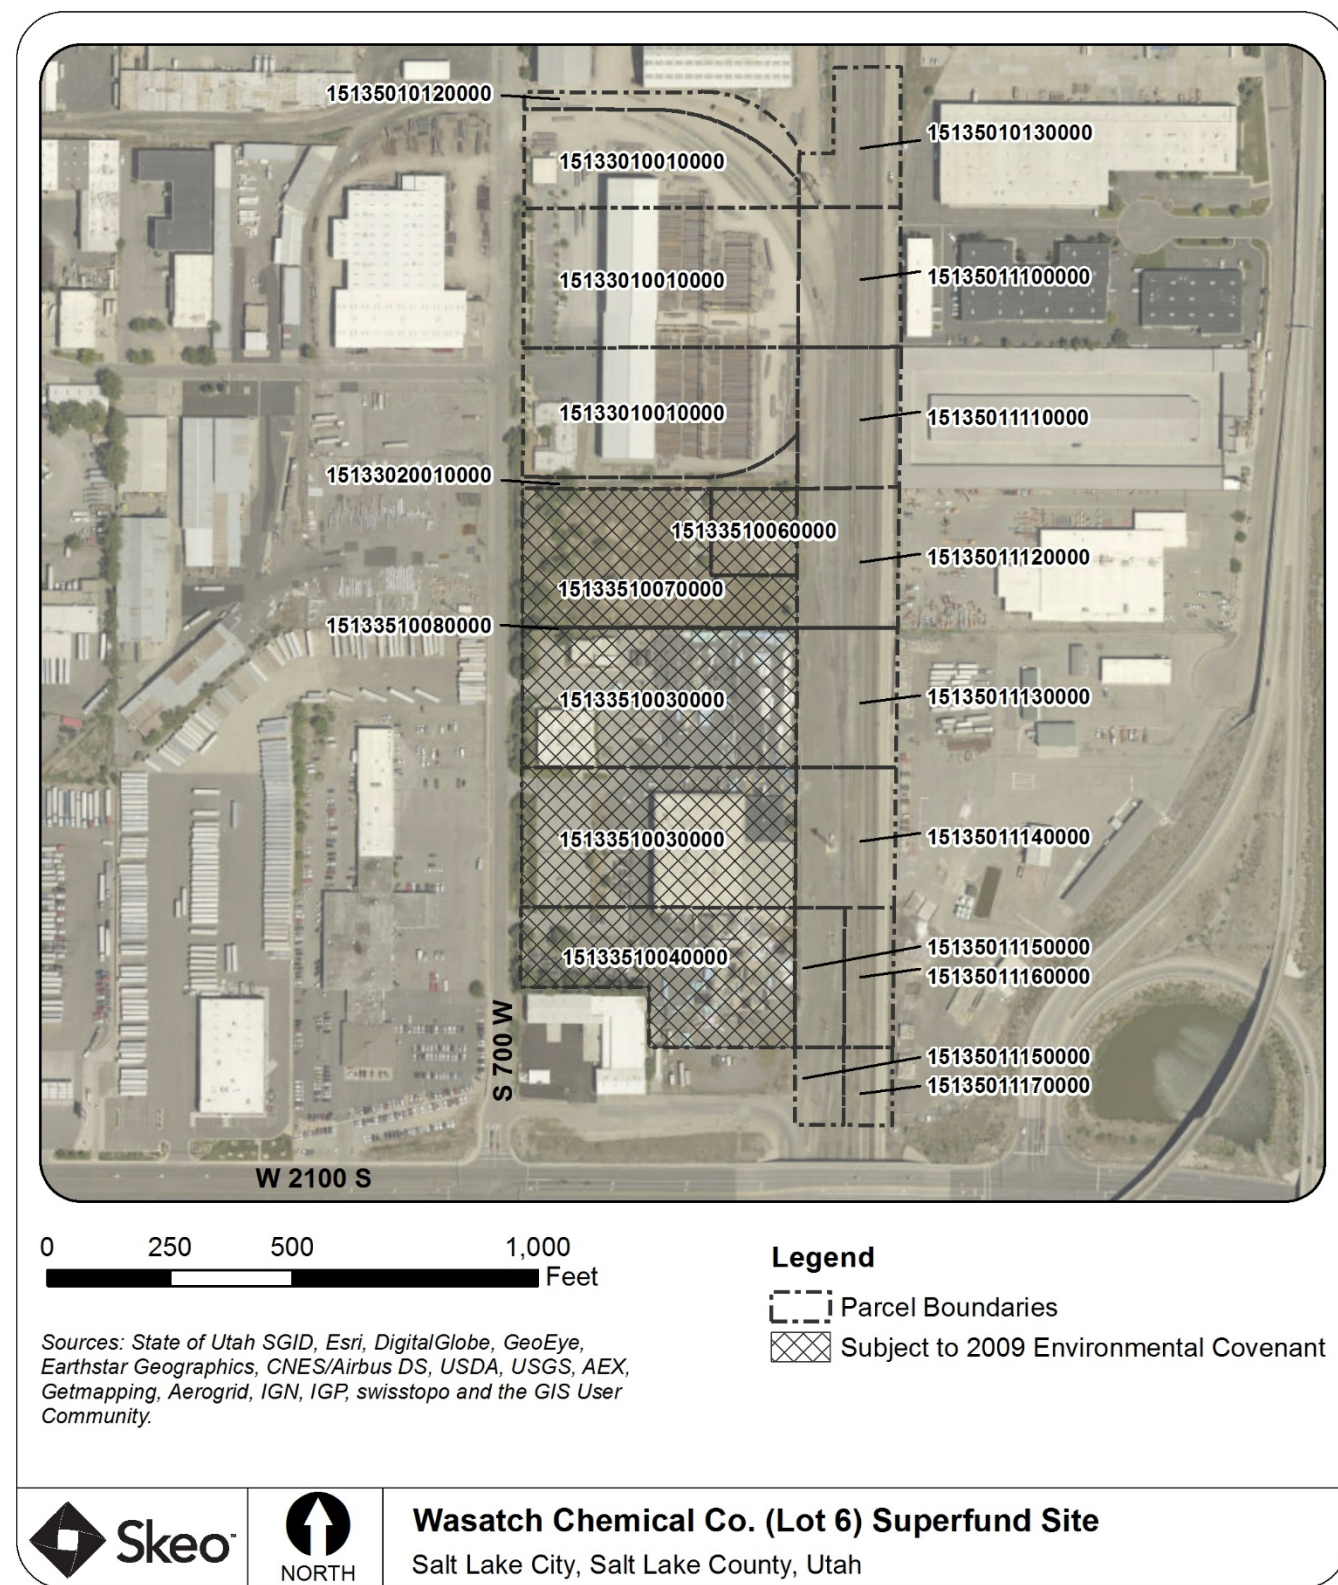 15135010120000
15135010130000
15133010010000
15133010010000
15135011100000
15133010010000
15135011110000
15133020010000
15133510060000
15135011120000
15133510070000
15133510080000
15133510030000
15135011130000
15133510030000
15135011140000
15133510040000
15135011150000
15135011160000
S 700 W
15135011150000
15135011170000
W 2100 S
0 250 500 1,000
Feet
Sources: State of Utah SGID, Esri, DigitalGlobe, GeoEye,
Earthstar Geographics, CNES/Airbus DS, USDA, USGS, AEX,
Getmapping, Aerogrid, IGN, IGP, swisstopo and the GIS User
Community.
Legend
Parcel Boundaries
Subject to 2009 Environmental Covenant
Skeo
NORTH
Wasatch Chemical Co. (Lot 6) Superfund Site
Salt Lake City, Salt Lake County, Utah